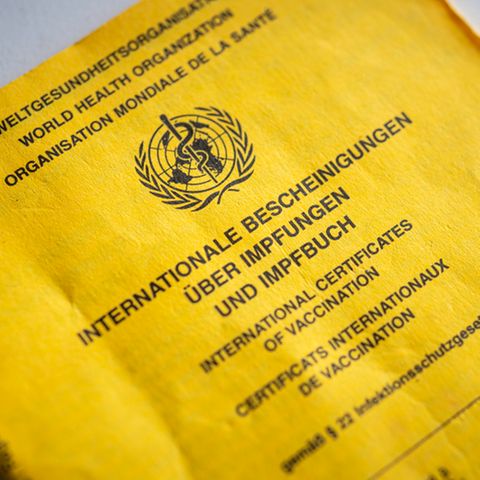 WELTGESUNDHEITSORGANISATION
WORLD HEALTH ORGANIZATION
ORGANISATION MONDIALE DE LA SANTÉ
INTERNATIONALE BESCHEINIGUNGEN
ÜBER IMPFUNGEN
UND IMPFBUCH
INTERNATIONAL CERTIFICATES
OF VACCINATION
CERTIFICATS INTERNATIONAUX
DE VACCINATION
gemäß § 22 Infektionsschutzgese